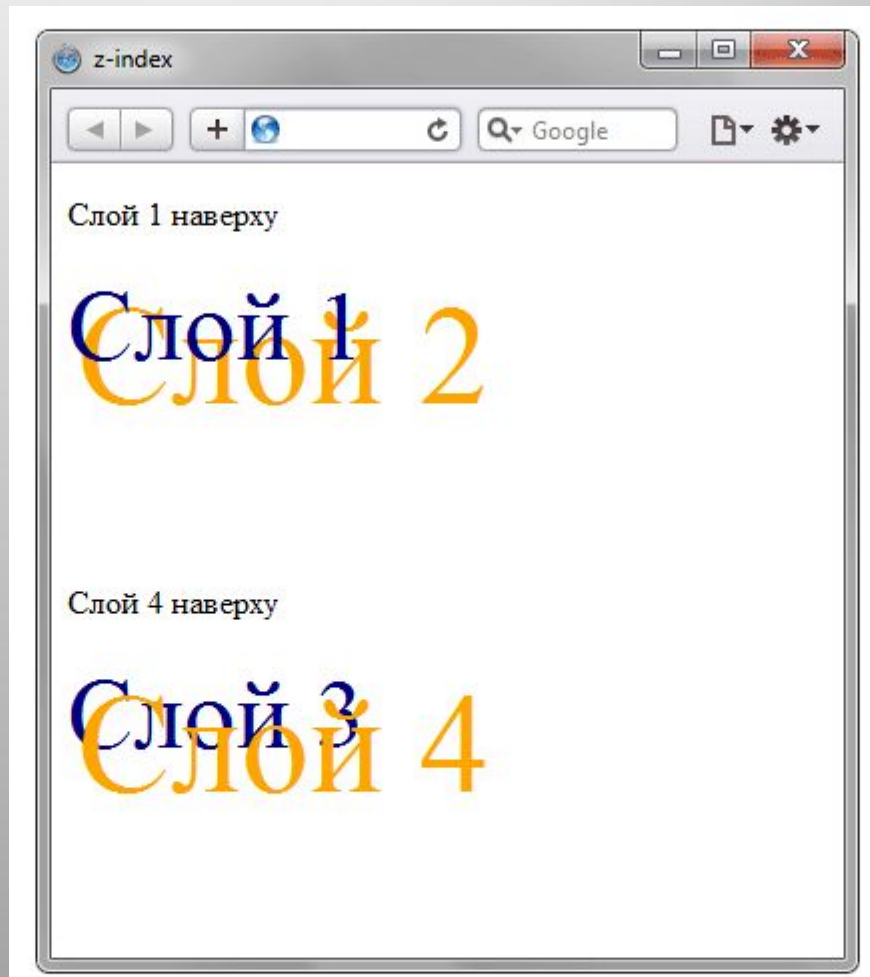 z-index
Google
Слой 1 наверху
Слой 1
Слой 2
Слой 4 наверху
Слой 3
Слой 4